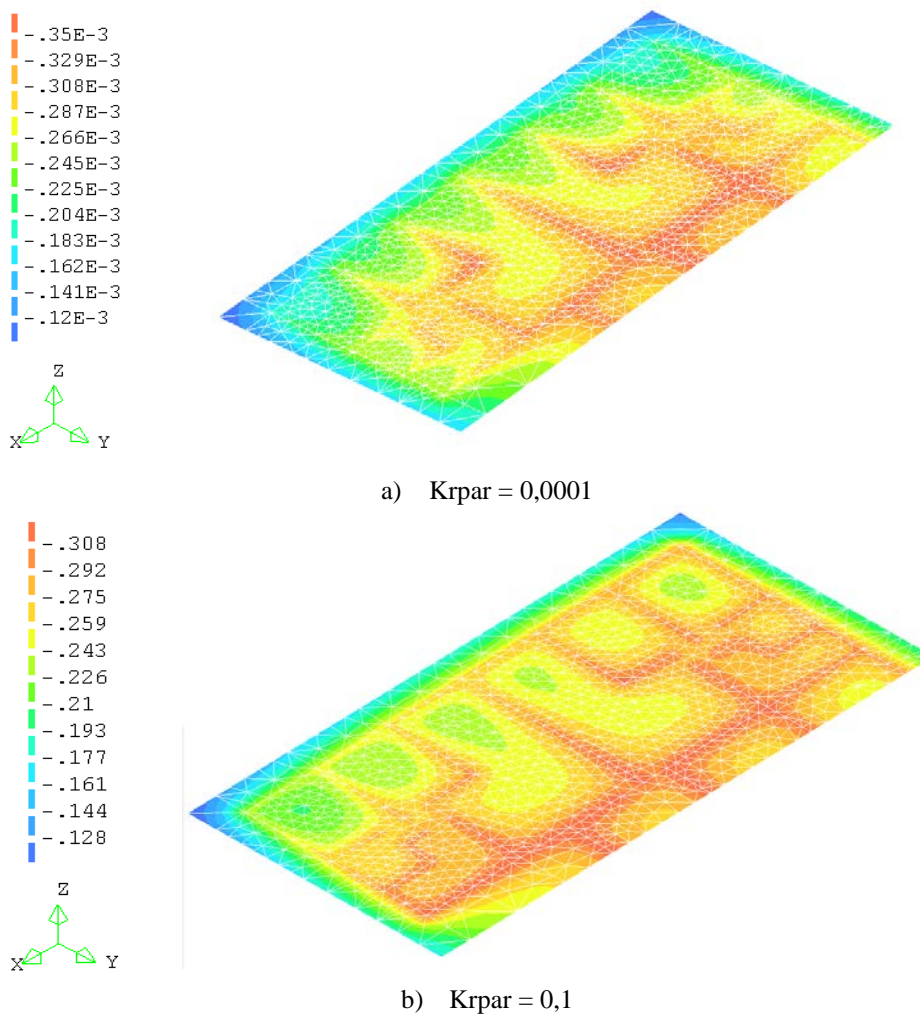 -.35E-3
-.329E-3
-.308E-3
-.287E-3
-.266E-3
-.245E-3
-.225E-3
-.204E-3
-.183E-3
-.162E-3
-.141E-3
-.12E-3
Z
X Y
a) Krpar = 0,0001
-.308
-.292
-.275
-.259
-.243
-.226
-.21
-.193
-.177
-.161
-.144
-.128
Z
X Y
b) Krpar = 0,1